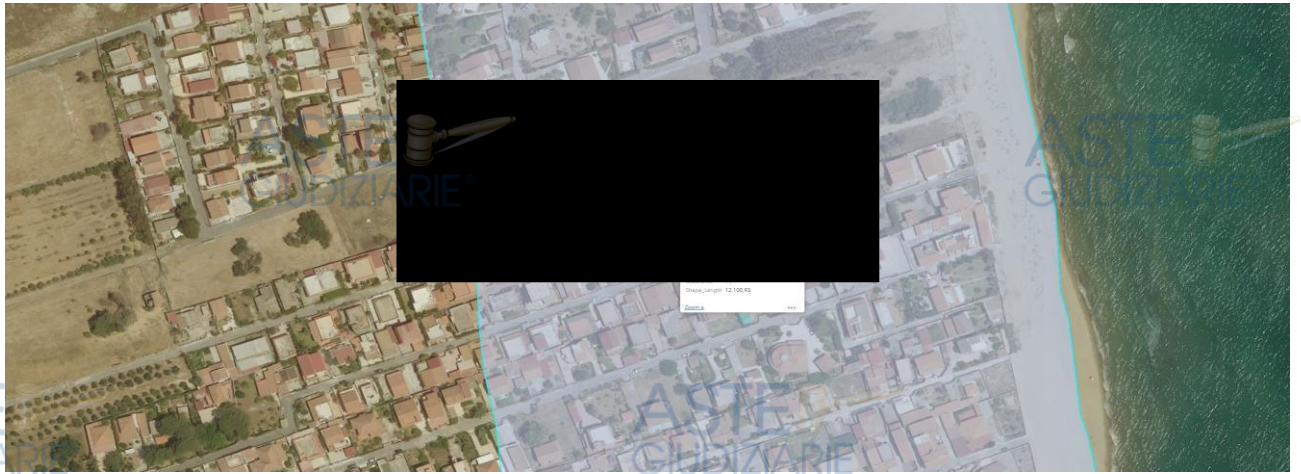 ASTE
GIUDIZIARIE®
ASTE
GIUDIZIARIE®
Shape_Length 12.100,93
Zoom a
ASTE
GIUDIZIARIE